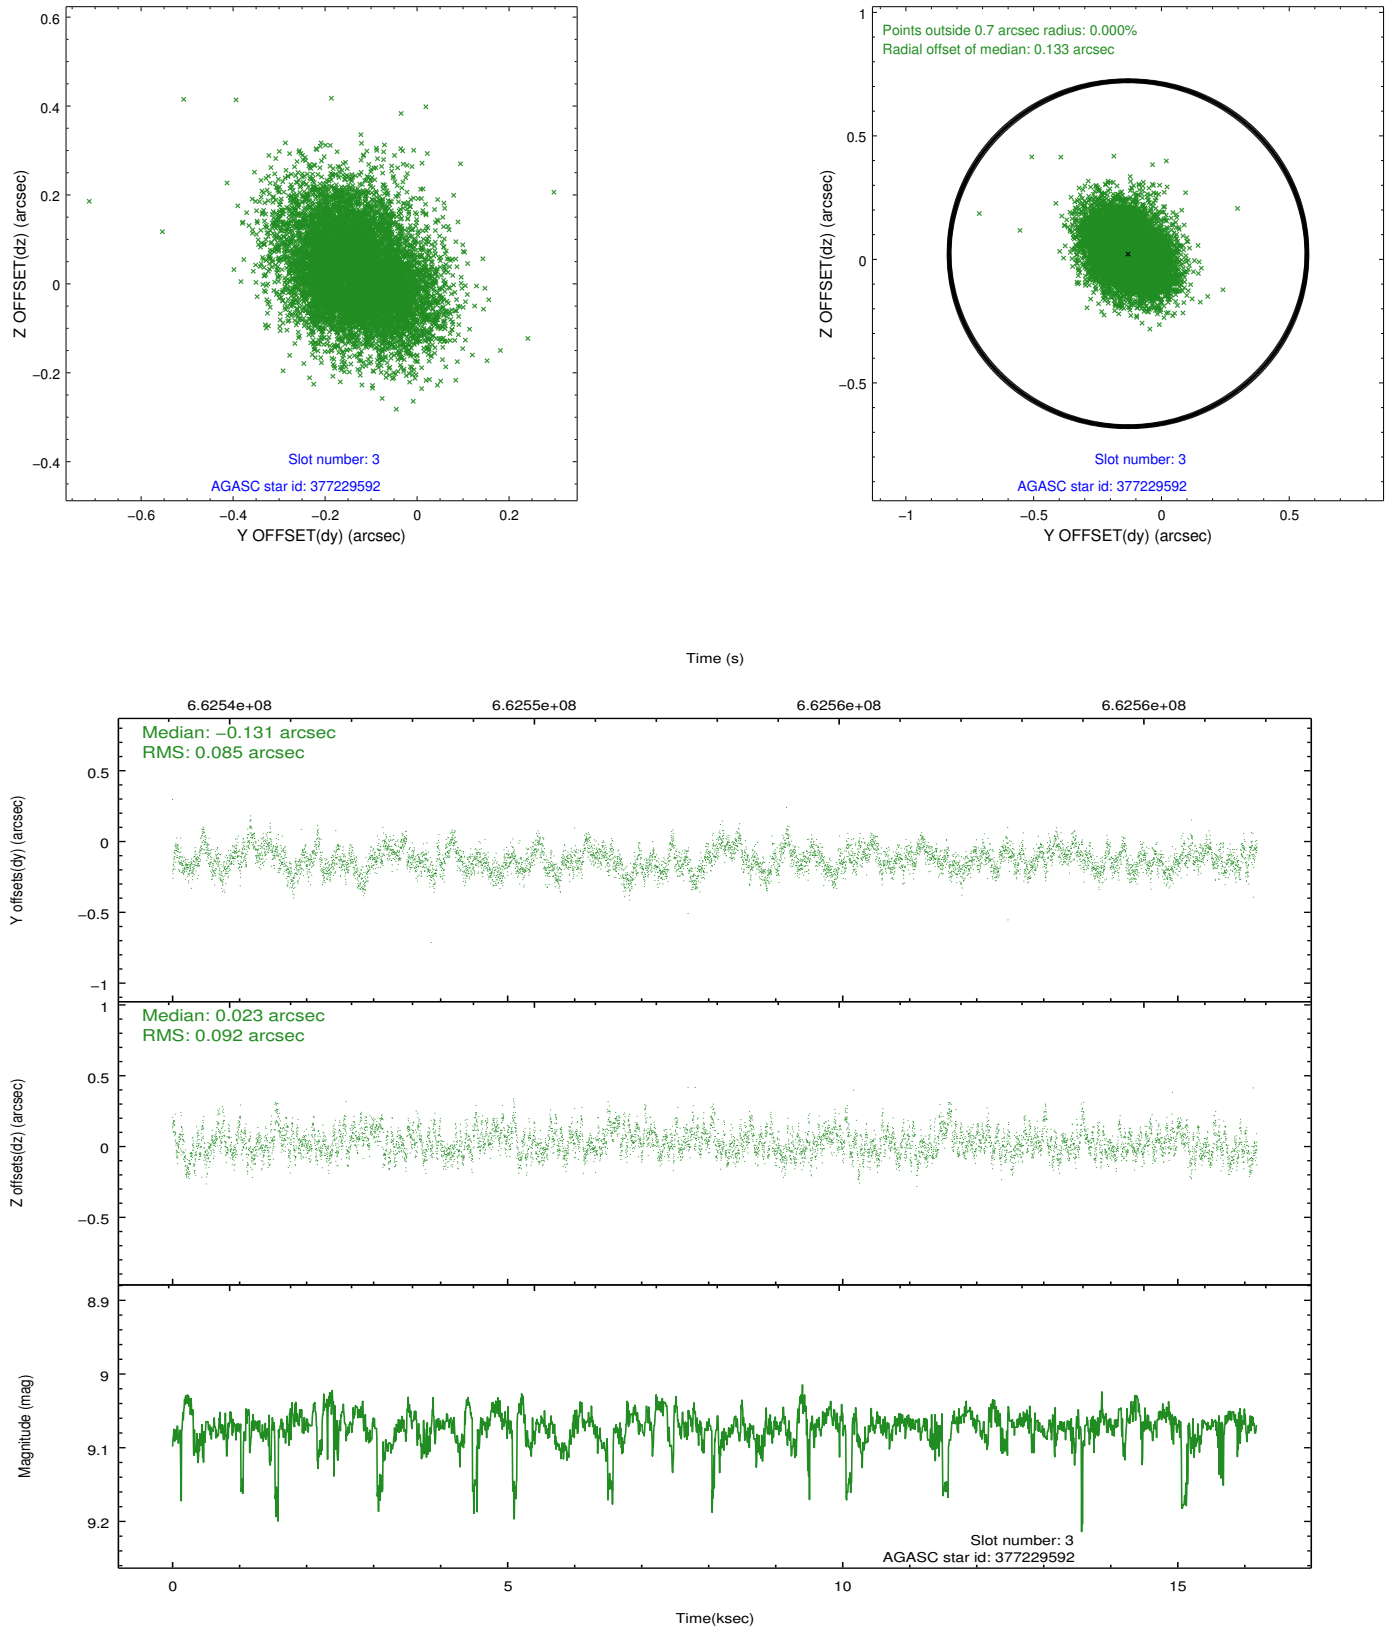 0.6
0.4
0.2
0
−0.2
−0.4
Z OFFSET(dz) (arcsec)
Slot number: 3
AGASC star id: 377229592
−0.6 −0.4 −0.2 0 0.2
Y OFFSET(dy) (arcsec)
1
0.5
0
−0.5
Z OFFSET(dz) (arcsec)
Points outside 0.7 arcsec radius: 0.000%
Radial offset of median: 0.133 arcsec
Slot number: 3
AGASC star id: 377229592
−1 −0.5 0 0.5
Y OFFSET(dy) (arcsec)
Time (s)
6.6254e+08 6.6255e+08 6.6256e+08 6.6256e+08
Median: −0.131 arcsec
RMS: 0.085 arcsec
0.5
0
−0.5
−1
Y offsets(dy) (arcsec)
Median: 0.023 arcsec
RMS: 0.092 arcsec
1
0.5
0
−0.5
Z offsets(dz) (arcsec)
8.9
9
9.1
9.2
Magnitude (mag)
Slot number: 3
AGASC star id: 377229592
0 5 10 15
Time(ksec)